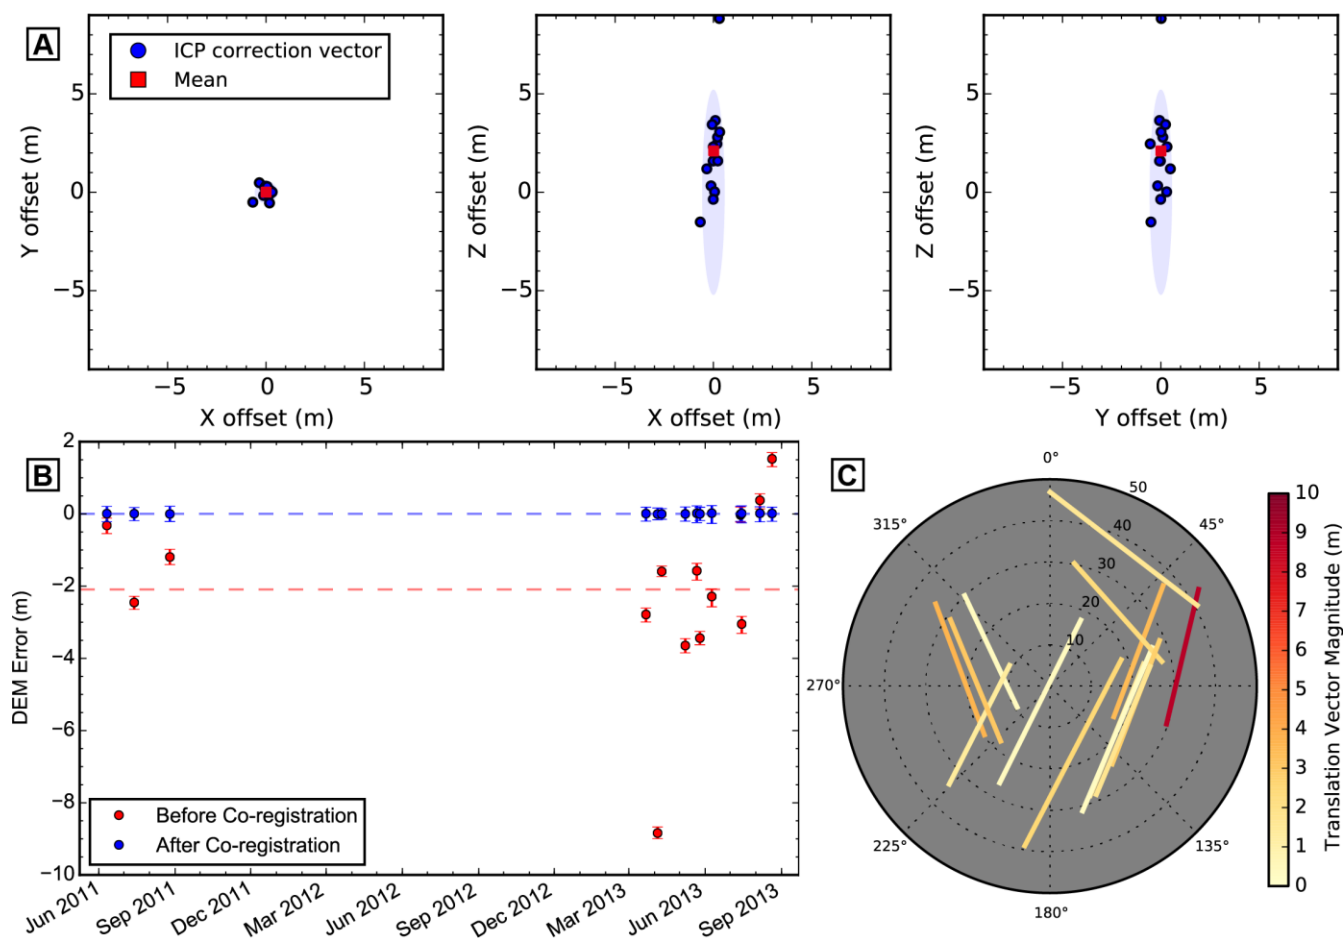 A
ICP correction vector
Mean
5
0
−5
Y offset (m)
−5
0
5
X offset (m)
5
0
−5
Z offset (m)
−5
0
5
X offset (m)
5
0
−5
Z offset (m)
−5
0
5
Y offset (m)
B
2
0
−2
−4
−6
−8
−10
DEM Error (m)
Before Co-registration
After Co-registration
Jun 2011
Sep 2011
Dec 2011
Mar 2012
Jun 2012
Sep 2012
Dec 2012
Mar 2013
Jun 2013
Sep 2013
C
0°
45°
135°
180°
225°
270°
315°
50
40
30
20
10
10
9
8
7
6
5
4
3
2
1
0
Translation Vector Magnitude (m)